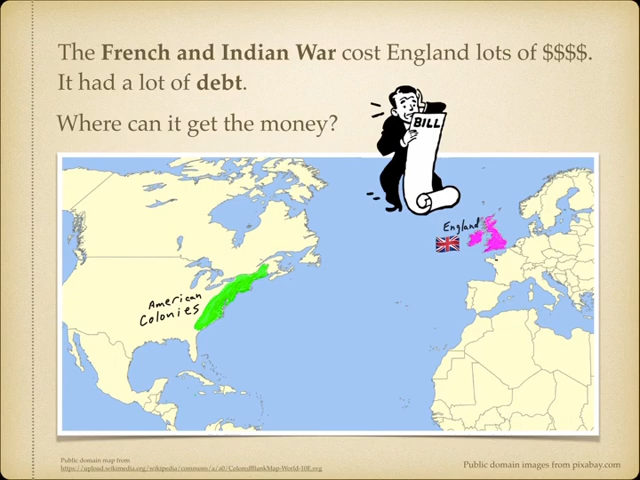 The French and Indian War cost England lots of $$$$.
It had a lot of debt.
Where can it get the money?
BILL
England
American
Colonies
Public domain map from
https://upload.wikimedia.org/wikipedia/commons/a/a0/ColoredBlankMap-World-10E.svg
Public domain images from pixabay.com